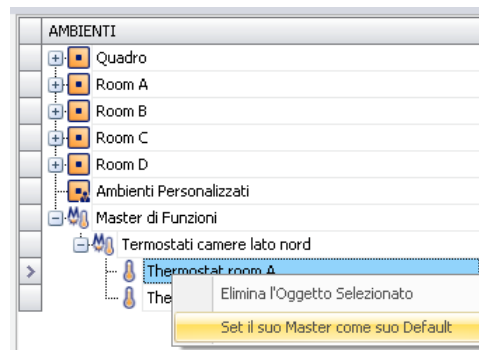 AMBIENTI
Quadro
Room A
Room B
Room C
Room D
Ambienti Personalizzati
Master di Funzioni
Termostati camere lato nord
Thermostat room A
The
Elimina l'Oggetto Selezionato
Set il suo Master come suo Default